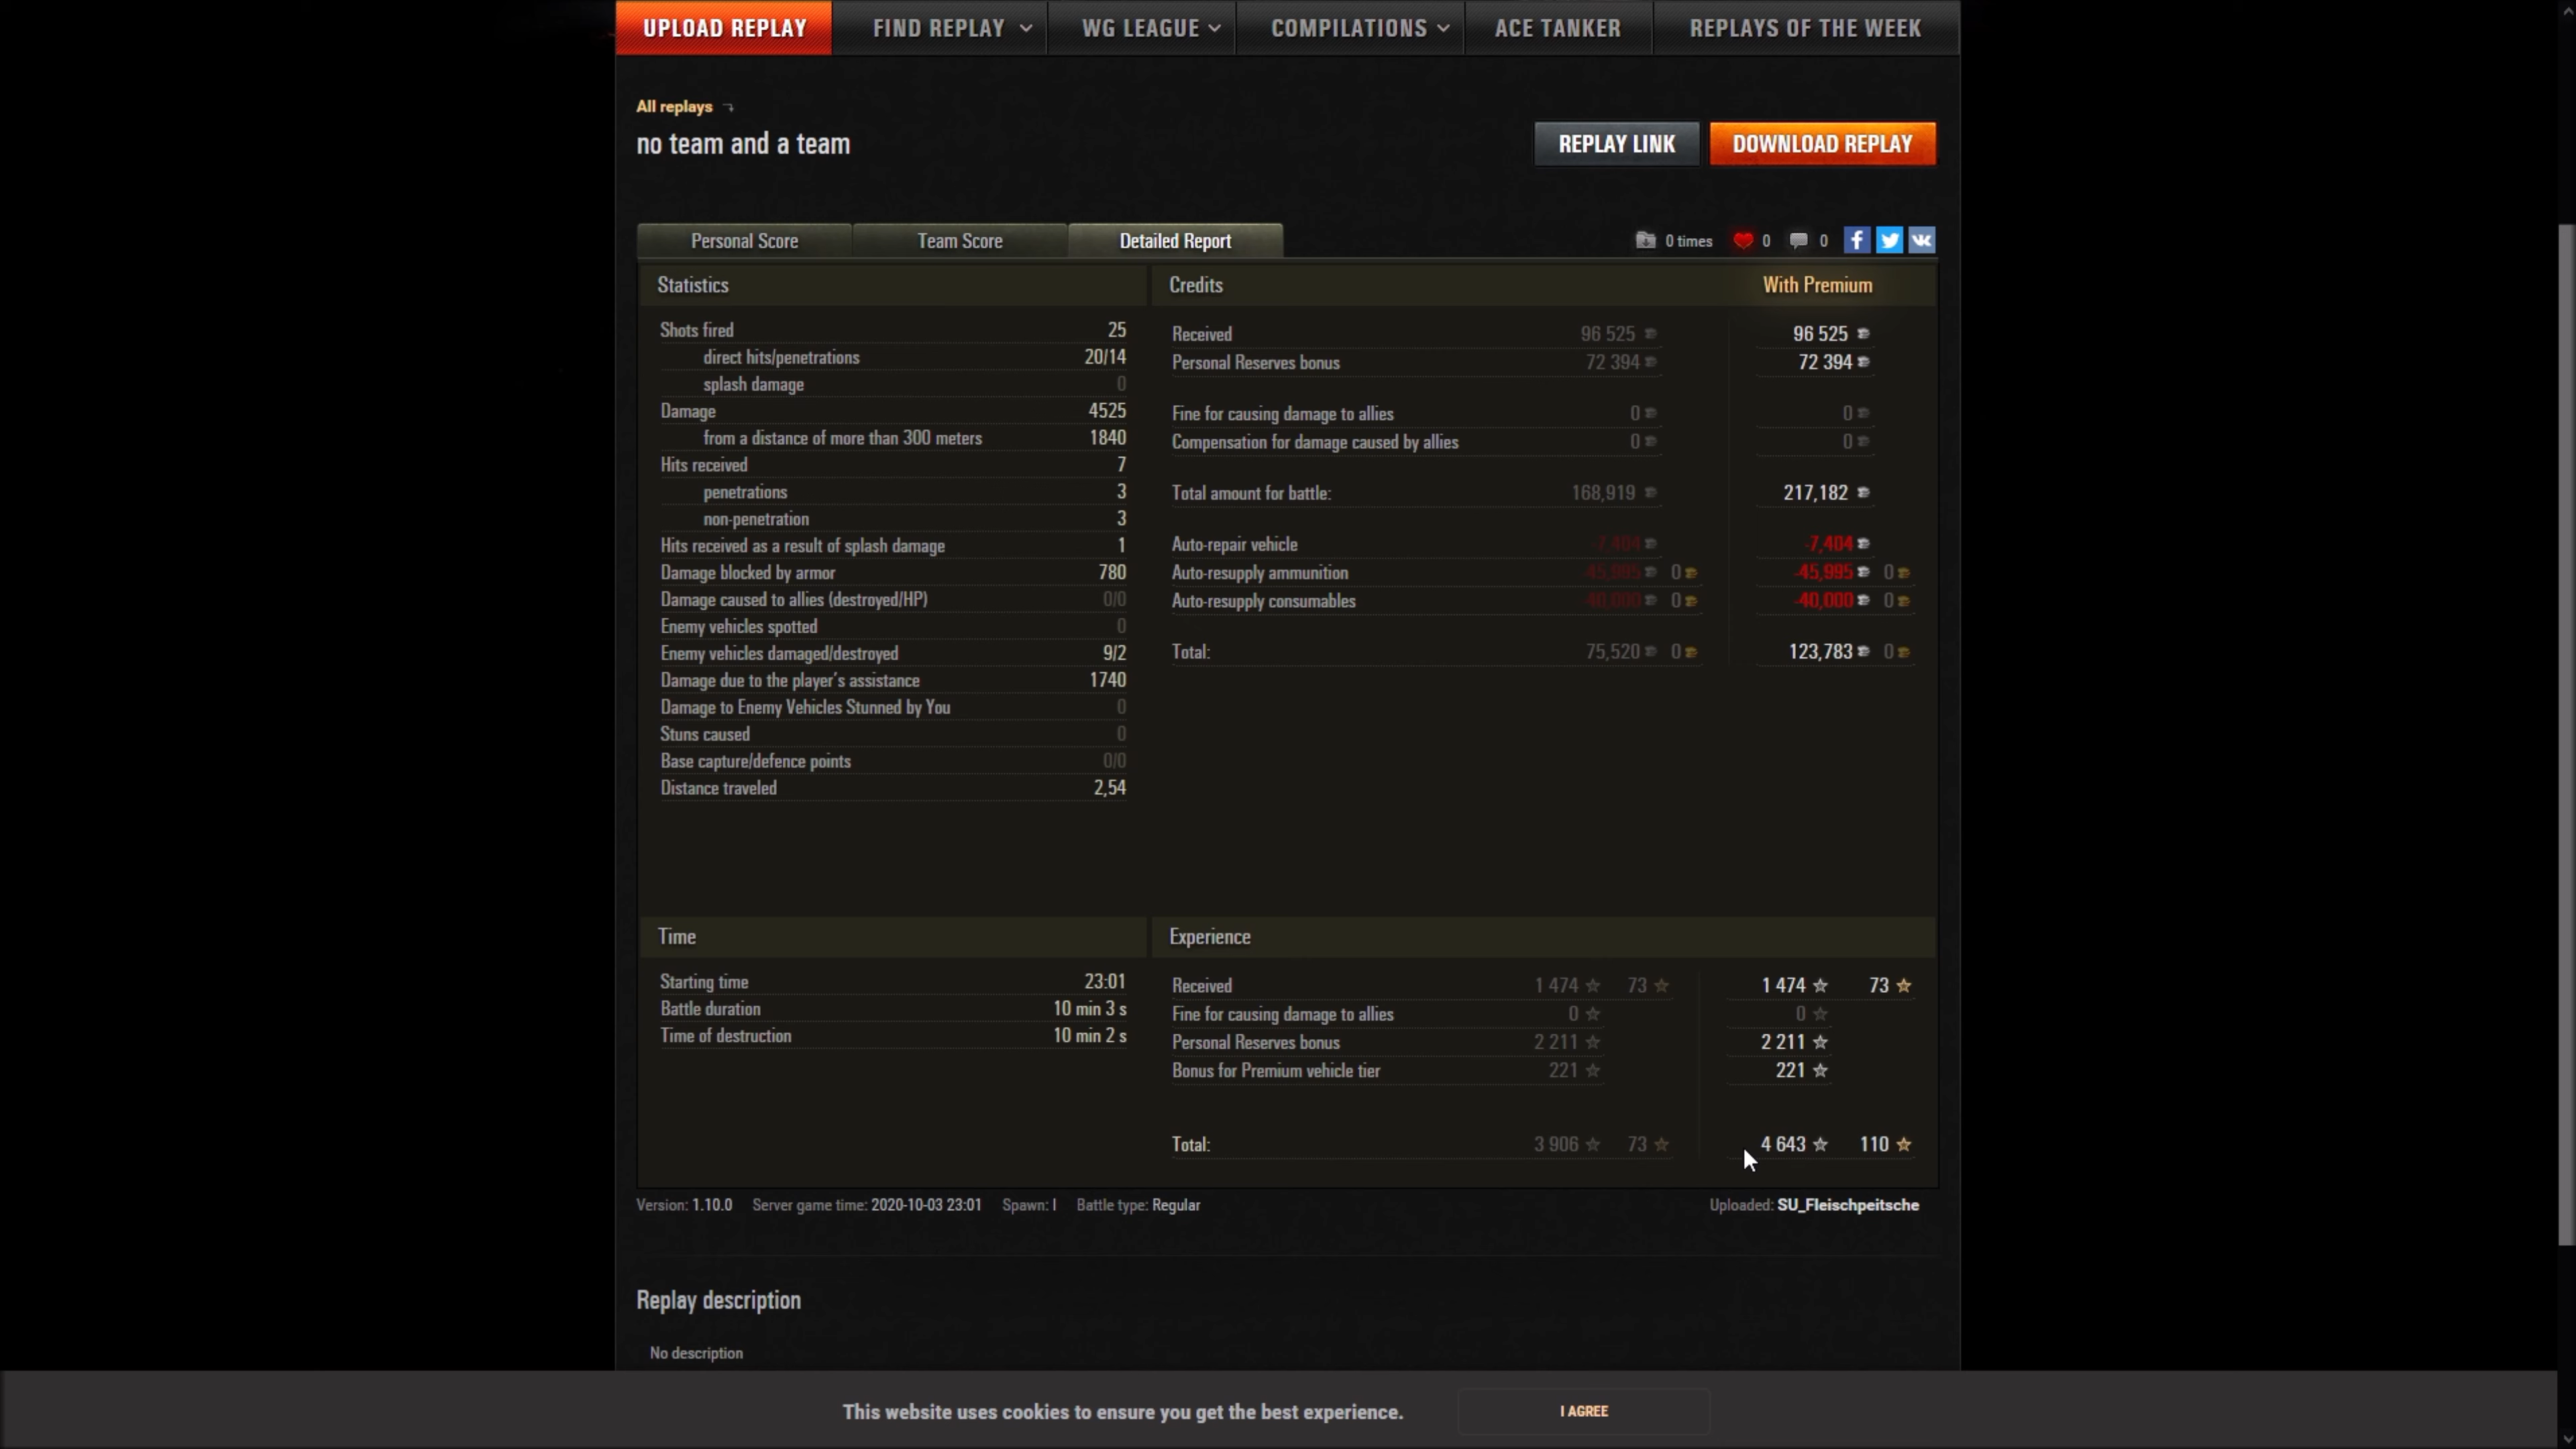 UPLOAD REPLAY FIND REPLAY WG LEAGUE COMPILATIONS ACE TANKER REPLAYS OF THE WEEK
All replays
no team and a team
REPLAY LINK DOWNLOAD REPLAY
Personal Score Team Score Detailed Report 0 times 0 0
Statistics
Shots fired 25
direct hits/penetrations 20/14
splash damage 0
Damage 4525
from a distance of more than 300 meters 1840
Hits received 7
penetrations 3
non-penetration 3
Hits received as a result of splash damage 1
Damage blocked by armor 780
Damage caused to allies (destroyed/HP) 0/0
Enemy vehicles spotted 0
Enemy vehicles damaged/destroyed 9/2
Damage due to the player's assistance 1740
Damage to Enemy Vehicles Stunned by You 0
Stuns caused 0
Base capture/defence points 0/0
Distance traveled 2,54
Credits With Premium
Received 96 525 96 525
Personal Reserves bonus 72 394 72 394
Fine for causing damage to allies 0 0
Compensation for damage caused by allies 0 0
Total amount for battle: 168,919 217,182
Auto-repair vehicle -7,404 -7,404
Auto-resupply ammunition -45,995 0 -45,995 0
Auto-resupply consumables -40,000 0 -40,000 0
Total: 75,520 0 123,783 0
Time
Starting time 23:01
Battle duration 10 min 3 s
Time of destruction 10 min 2 s
Experience
Received 1 474 73 1 474 73
Fine for causing damage to allies 0 0
Personal Reserves bonus 2 211 2 211
Bonus for Premium vehicle tier 221 221
Total: 3 906 73 4 643 110
Version: 1.10.0 Server game time: 2020-10-03 23:01 Spawn: I Battle type: Regular Uploaded: SU_Fleischpeitsche
Replay description
No description
This website uses cookies to ensure you get the best experience. I AGREE